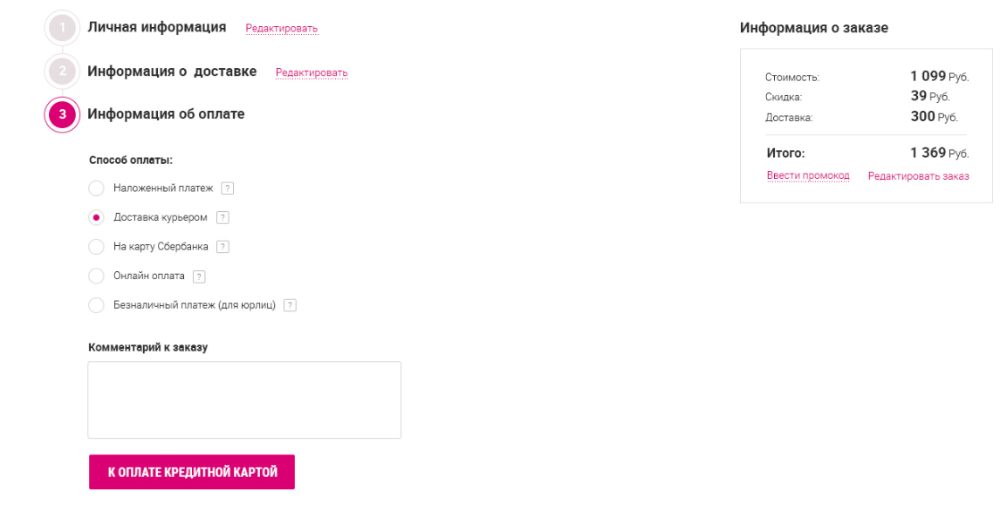 1 Личная информация Редактировать
2 Информация о доставке Редактировать
3 Информация об оплате
Способ оплаты:
Наложенный платеж ?
Доставка курьером ?
На карту Сбербанка ?
Онлайн оплата ?
Безналичный платеж (для юрлиц) ?
Комментарий к заказу
К ОПЛАТЕ КРЕДИТНОЙ КАРТОЙ
Информация о заказе
Стоимость: 1 099 Руб.
Скидка: 39 Руб.
Доставка: 300 Руб.
Итого: 1 369 Руб.
Ввести промокод Редактировать заказ